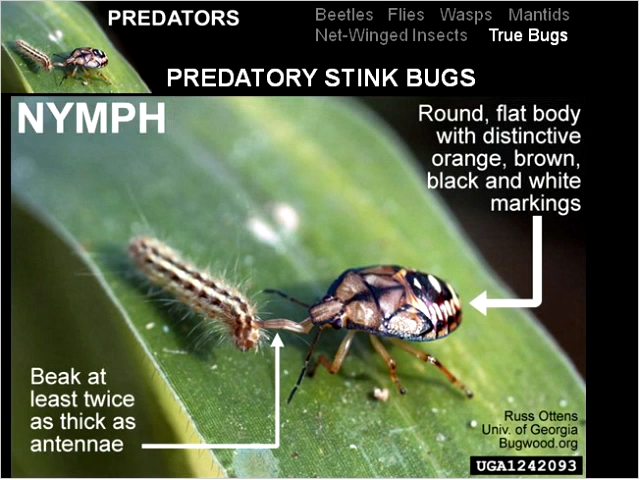 PREDATORS
Beetles Flies Wasps Mantids
Net-Winged Insects True Bugs
PREDATORY STINK BUGS
NYMPH
Round, flat body
with distinctive
orange, brown,
black and white
markings
Beak at
least twice
as thick as
antennae
Russ Ottens
Univ. of Georgia
Bugwood.org
UGA1242093